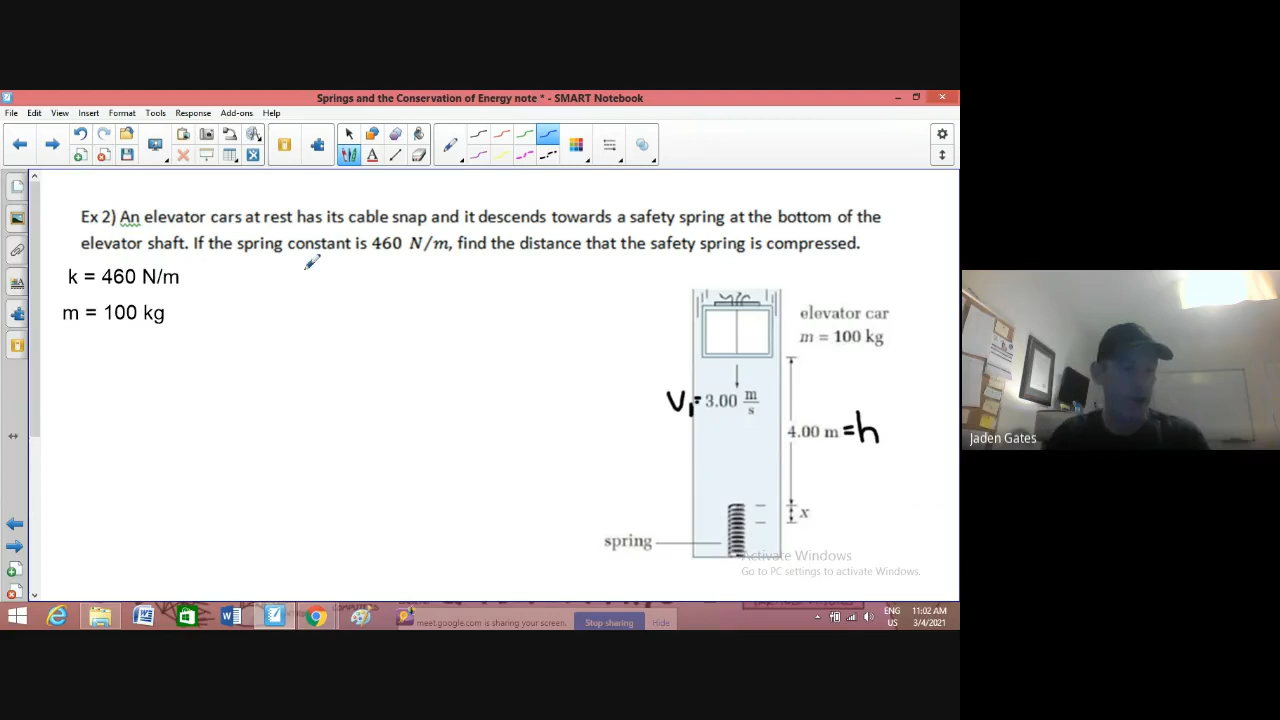 Springs and the Conservation of Energy note * - SMART Notebook
File Edit View Insert Format Tools Response Add-ons Help
Ex 2) An elevator cars at rest has its cable snap and it descends towards a safety spring at the bottom of the
elevator shaft. If the spring constant is 460 N/m, find the distance that the safety spring is compressed.
k = 460 N/m
m = 100 kg
elevator car
m = 100 kg
V1= 3.00 m/s
4.00 m =h
x
spring
Activate Windows
Go to PC settings to activate Windows.
Jaden Gates
meet.google.com is sharing your screen. Stop sharing Hide
ENG 11:02 AM
US 3/4/2021